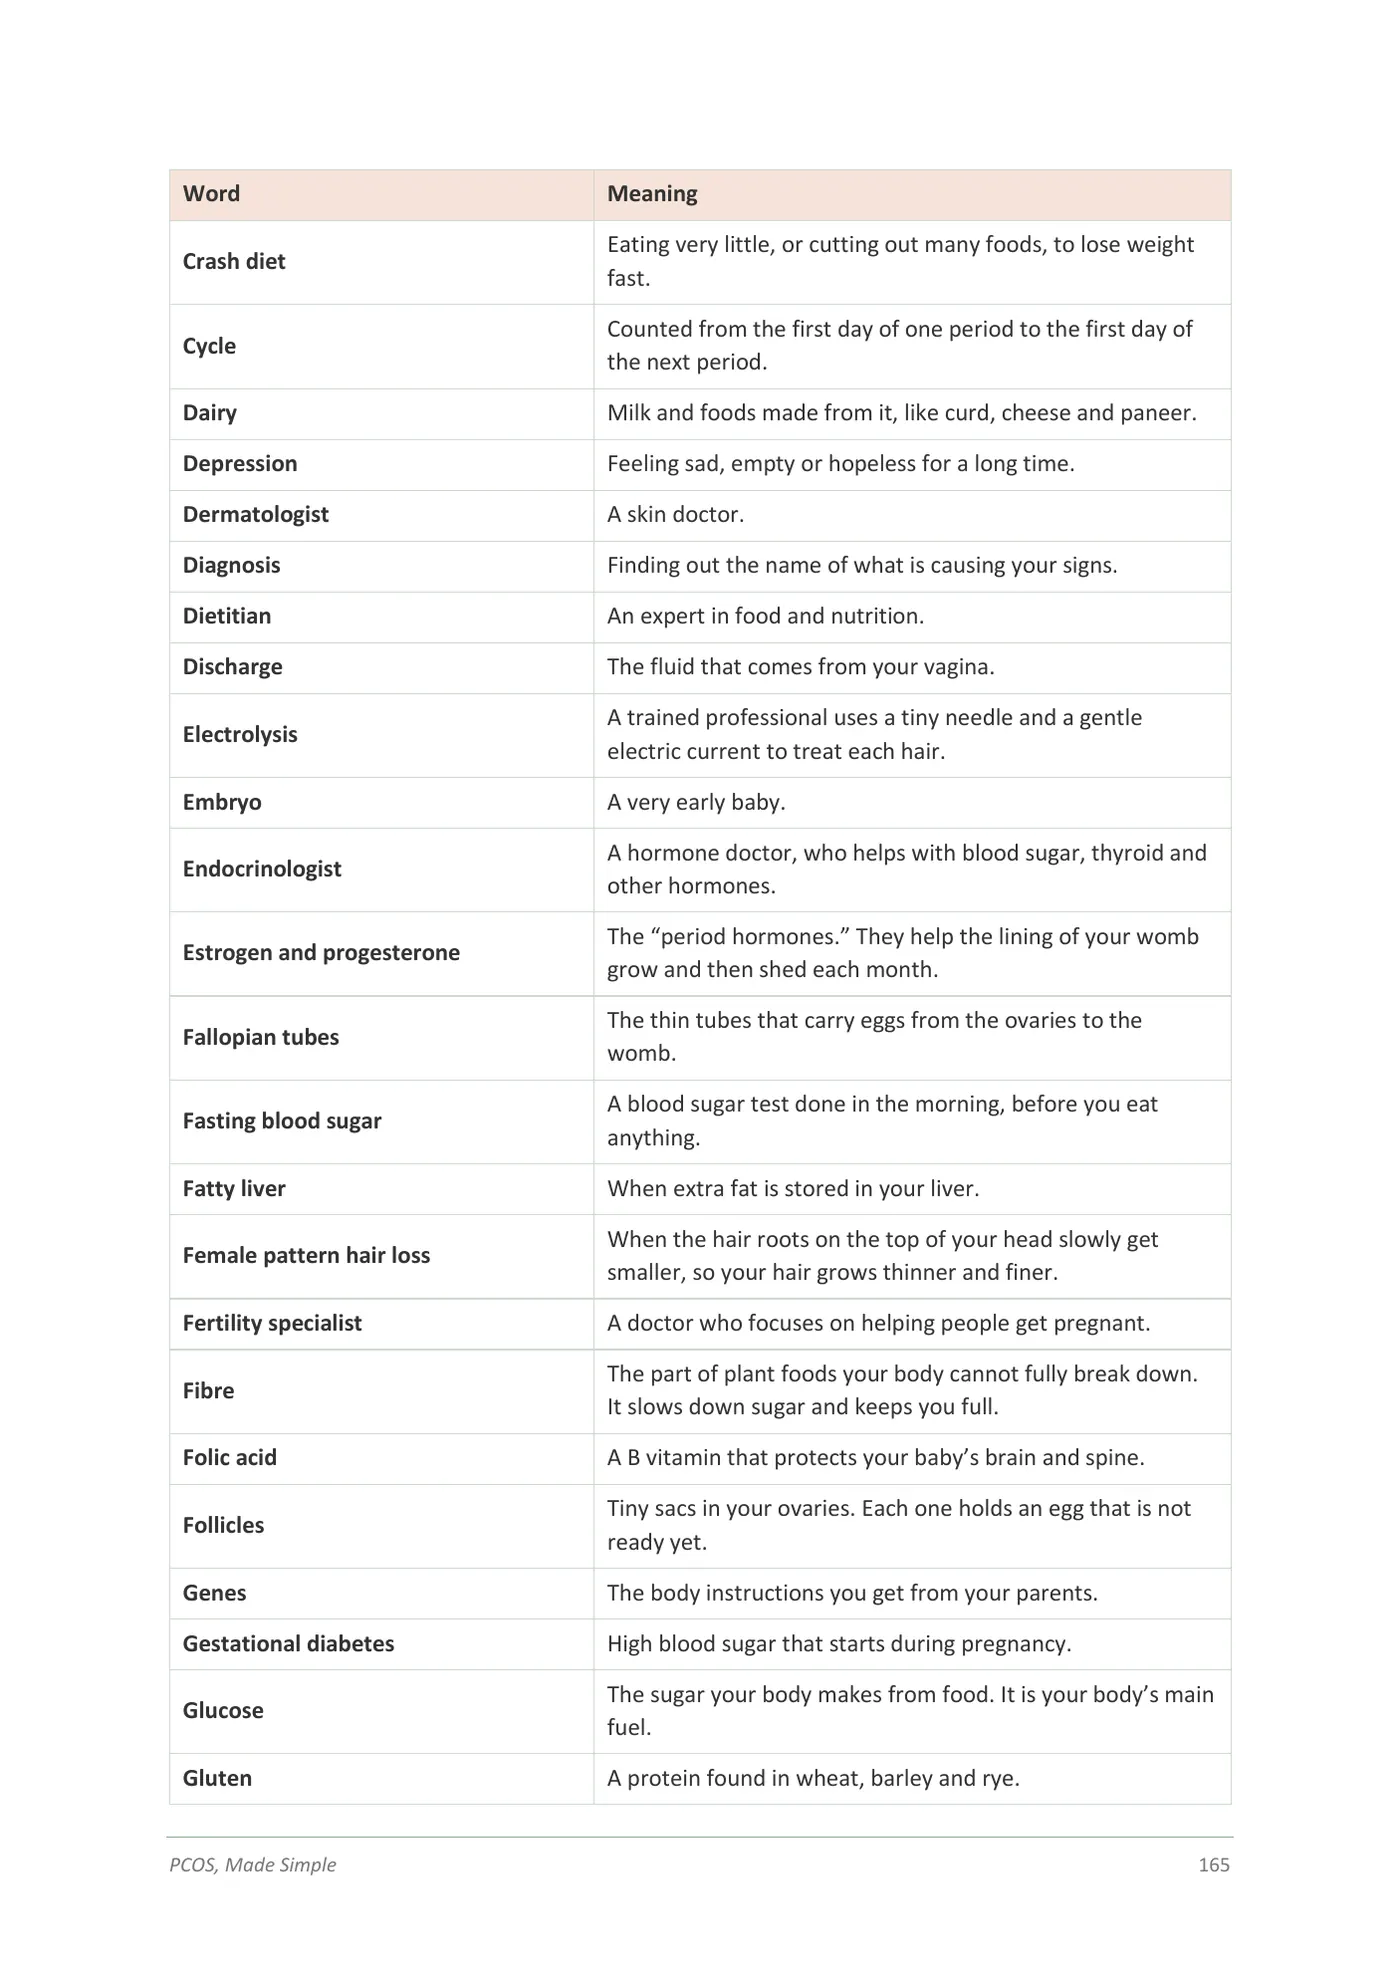 Word Meaning
Crash diet Eating very little, or cutting out many foods, to lose weight
fast.
Cycle Counted from the first day of one period to the first day of
the next period.
Dairy Milk and foods made from it, like curd, cheese and paneer.
Depression Feeling sad, empty or hopeless for a long time.
Dermatologist A skin doctor.
Diagnosis Finding out the name of what is causing your signs.
Dietitian An expert in food and nutrition.
Discharge The fluid that comes from your vagina.
Electrolysis A trained professional uses a tiny needle and a gentle
electric current to treat each hair.
Embryo A very early baby.
Endocrinologist A hormone doctor, who helps with blood sugar, thyroid and
other hormones.
Estrogen and progesterone The “period hormones.” They help the lining of your womb
grow and then shed each month.
Fallopian tubes The thin tubes that carry eggs from the ovaries to the
womb.
Fasting blood sugar A blood sugar test done in the morning, before you eat
anything.
Fatty liver When extra fat is stored in your liver.
Female pattern hair loss When the hair roots on the top of your head slowly get
smaller, so your hair grows thinner and finer.
Fertility specialist A doctor who focuses on helping people get pregnant.
Fibre The part of plant foods your body cannot fully break down.
It slows down sugar and keeps you full.
Folic acid A B vitamin that protects your baby’s brain and spine.
Follicles Tiny sacs in your ovaries. Each one holds an egg that is not
ready yet.
Genes The body instructions you get from your parents.
Gestational diabetes High blood sugar that starts during pregnancy.
Glucose The sugar your body makes from food. It is your body’s main
fuel.
Gluten A protein found in wheat, barley and rye.
PCOS, Made Simple 165